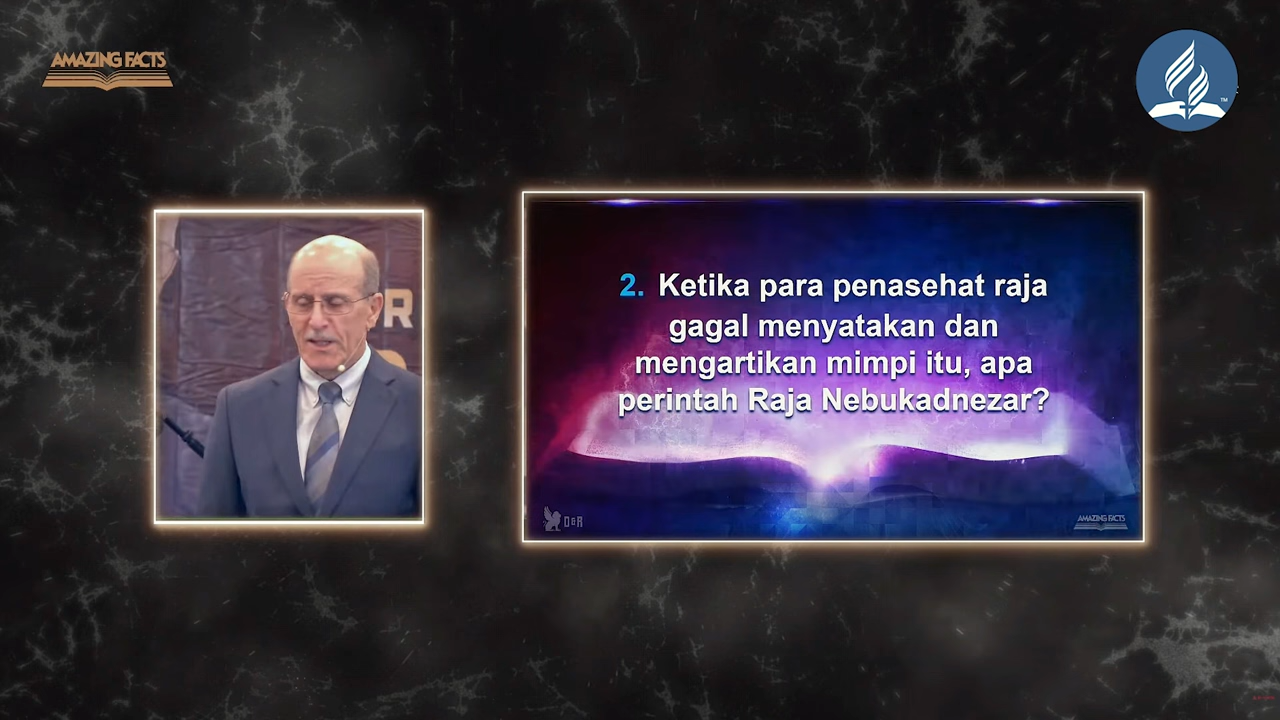 AMAZING FACTS
TM
R
2. Ketika para penasehat raja
gagal menyatakan dan
mengartikan mimpi itu, apa
perintah Raja Nebukadnezar?
D&R
AMAZING FACTS